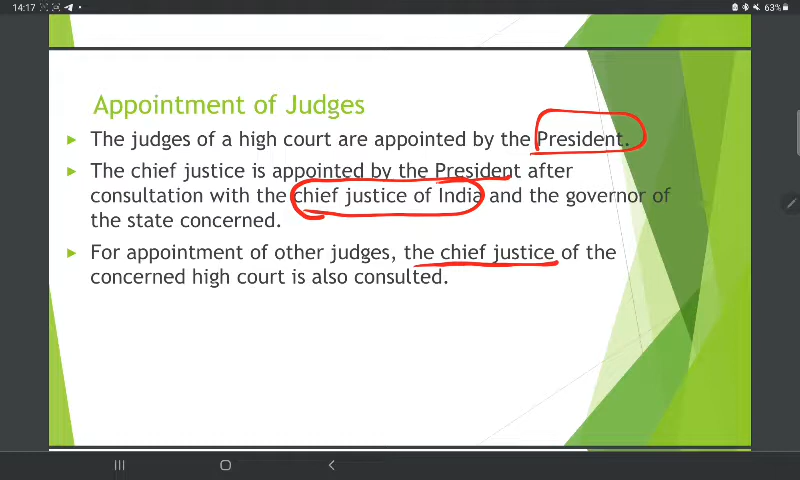 14:17
63%
Appointment of Judges
The judges of a high court are appointed by the President.
The chief justice is appointed by the President after
consultation with the chief justice of India and the governor of
the state concerned.
For appointment of other judges, the chief justice of the
concerned high court is also consulted.